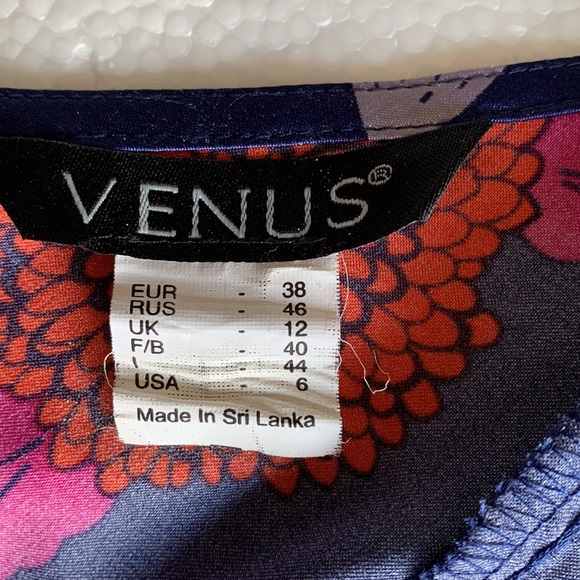 VENUS®
EUR - 38
RUS - 46
UK - 12
F/B - 40
I - 44
USA - 6
Made In Sri Lanka